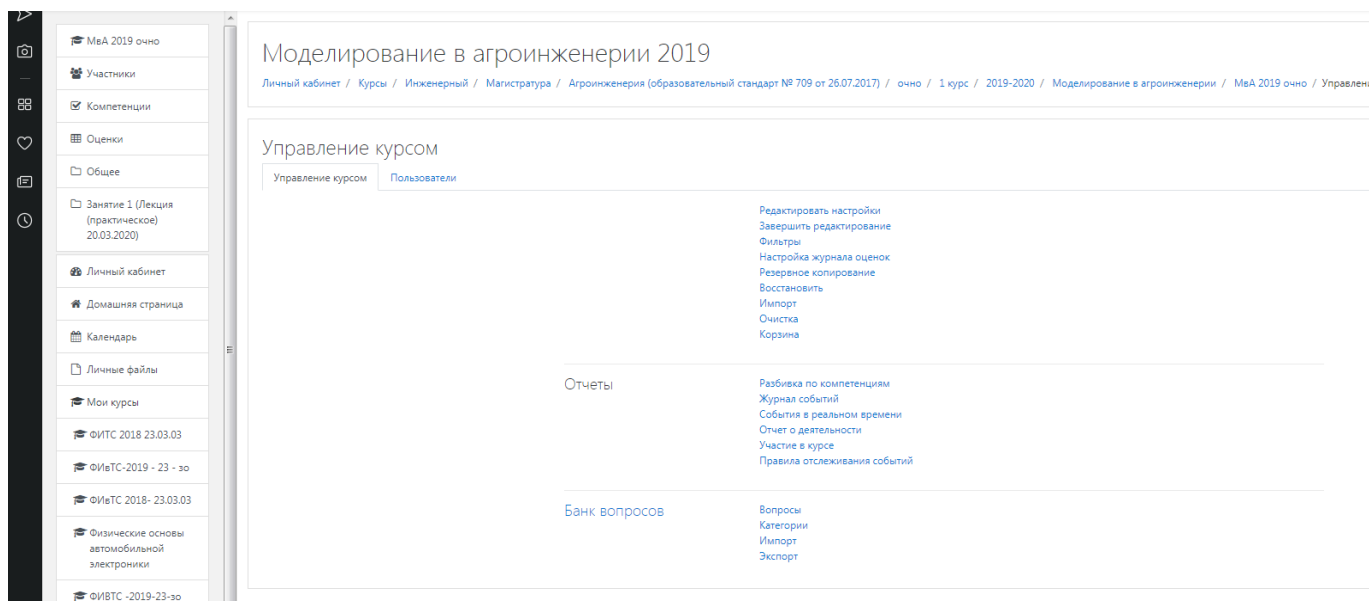 МвА 2019 очно
Участники
Компетенции
Оценки
Общее
Занятие 1 (Лекция
(практическое)
20.03.2020)
Личный кабинет
Домашняя страница
Календарь
Личные файлы
Мои курсы
ФИТС 2018 23.03.03
ФИвТС-2019 - 23 - зо
ФИвТС 2018- 23.03.03
Физические основы
автомобильной
электроники
ФИВТС -2019-23-зо
Моделирование в агроинженерии 2019
Личный кабинет / Курсы / Инженерный / Магистратура / Агроинженерия (образовательный стандарт № 709 от 26.07.2017) / очно / 1 курс / 2019-2020 / Моделирование в агроинженерии / МвА 2019 очно / Управлен
Управление курсом
Управление курсом Пользователи
Редактировать настройки
Завершить редактирование
Фильтры
Настройка журнала оценок
Резервное копирование
Восстановить
Импорт
Очистка
Корзина
Отчеты
Разбивка по компетенциям
Журнал событий
События в реальном времени
Отчет о деятельности
Участие в курсе
Правила отслеживания событий
Банк вопросов
Вопросы
Категории
Импорт
Экспорт